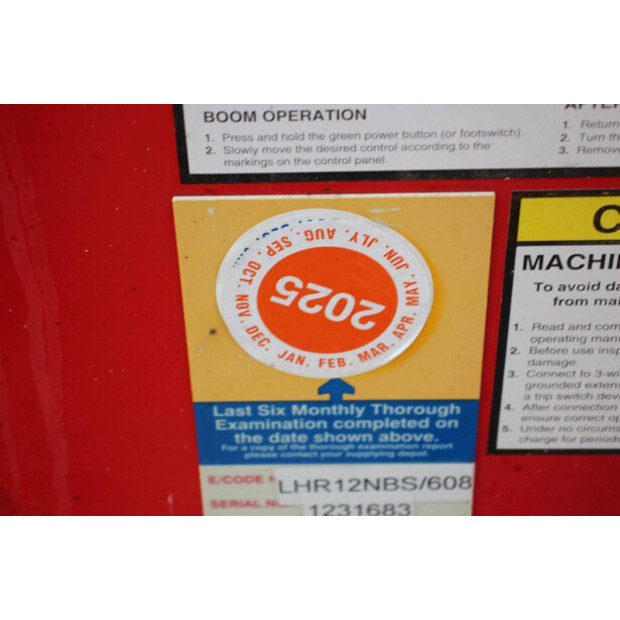 BOOM OPERATION
1. Press and hold the green power button (or footswitch).
2. Slowly move the desired control according to the
markings on the control panel.
1. Return
2. Turn th
3. Remov
2025
JAN. FEB. MAR. APR. MAY. JUN. JLY. AUG. SEP. OCT. NOV. DEC.
Last Six Monthly Thorough
Examination completed on
the date shown above.
For a copy of the thorough examination report
please contact your supplying depot.
E/CODE
LHR12NBS/608
SERIAL
1231683
C
MACHI
To avoid da
from mai
1. Read and com
operating man
2. Before use insp
damage.
3. Connect to 3-wi
grounded exten
a trip switch dev
4. After connection
ensure correct op
5. Under no circums
charge for period